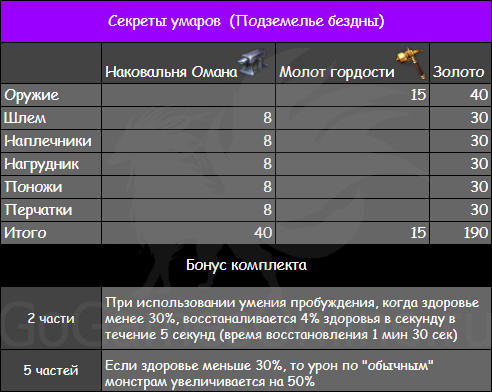 Секреты умаров (Подземелье бездны)
Наковальня Омана Молот гордости Золото
Оружие 15 40
Шлем 8 30
Наплечники 8 30
Нагрудник 8 30
Поножи 8 30
Перчатки 8 30
Итого 40 15 190
Бонус комплекта
2 части
При использовании умения пробуждения, когда здоровье
менее 30%, восстаналивается 4% здоровья в секунду в
течение 5 секунд (время восстановления 1 мин 30 сек)
5 частей
Если здоровье меньше 30%, то урон по "обычным"
монстрам увеличивается на 50%